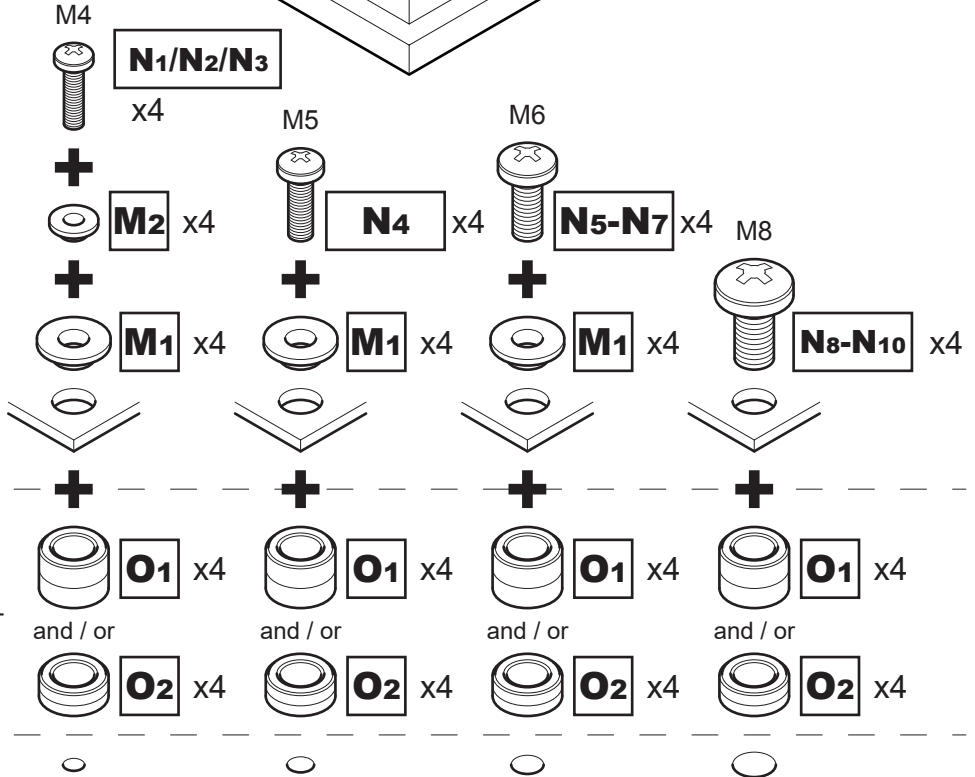 M4
N1/N2/N3
x4
M5
M6
M2 x4
N4 x4
N5-N7 x4
M8
M1 x4
M1 x4
M1 x4
N8-N10 x4
O1 x4
O1 x4
O1 x4
O1 x4
and / or
and / or
and / or
and / or
O2 x4
O2 x4
O2 x4
O2 x4